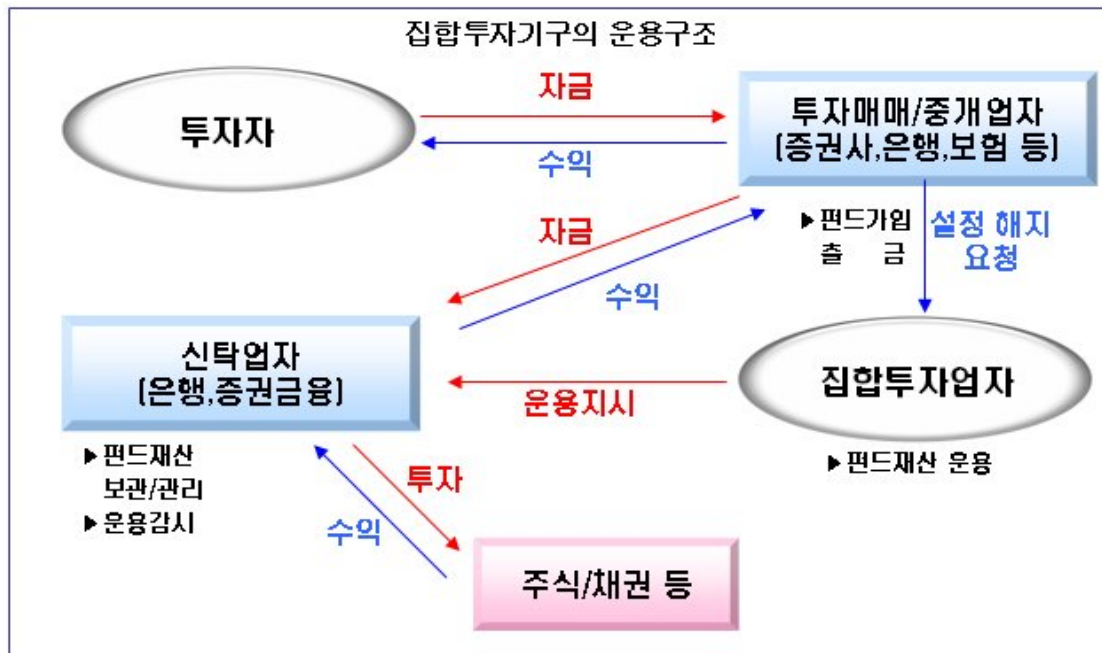 집합투자기구의 운용구조
투자자
자금
수익
투자매매/중개업자
(증권사,은행,보험 등)
자금
수익
▶펀드가입
출 금
설정 해지
요청
신탁업자
(은행,증권금융)
운용지시
집합투자업자
▶펀드재산
보관/관리
▶운용감시
투자
수익
▶펀드재산 운용
주식/채권 등